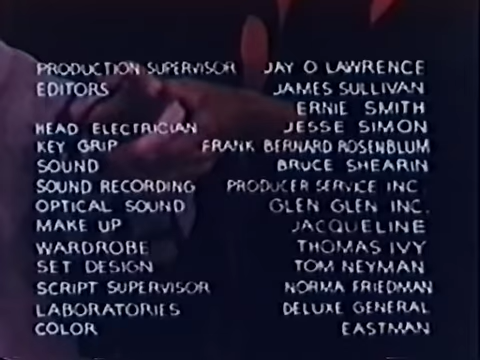 PRODUCTION SUPERVISOR JAY O LAWRENCE
EDITORS JAMES SULLIVAN
ERNIE SMITH
HEAD ELECTRICIAN JESSE SIMON
KEY GRIP FRANK BERNARD ROSENBLUM
SOUND BRUCE SHEARIN
SOUND RECORDING PRODUCER SERVICE INC.
OPTICAL SOUND GLEN GLEN INC.
MAKE UP JACQUELINE
WARDROBE THOMAS IVY
SET DESIGN TOM NEYMAN
SCRIPT SUPERVISOR NORMA FRIEDMAN
LABORATORIES DELUXE GENERAL
COLOR EASTMAN